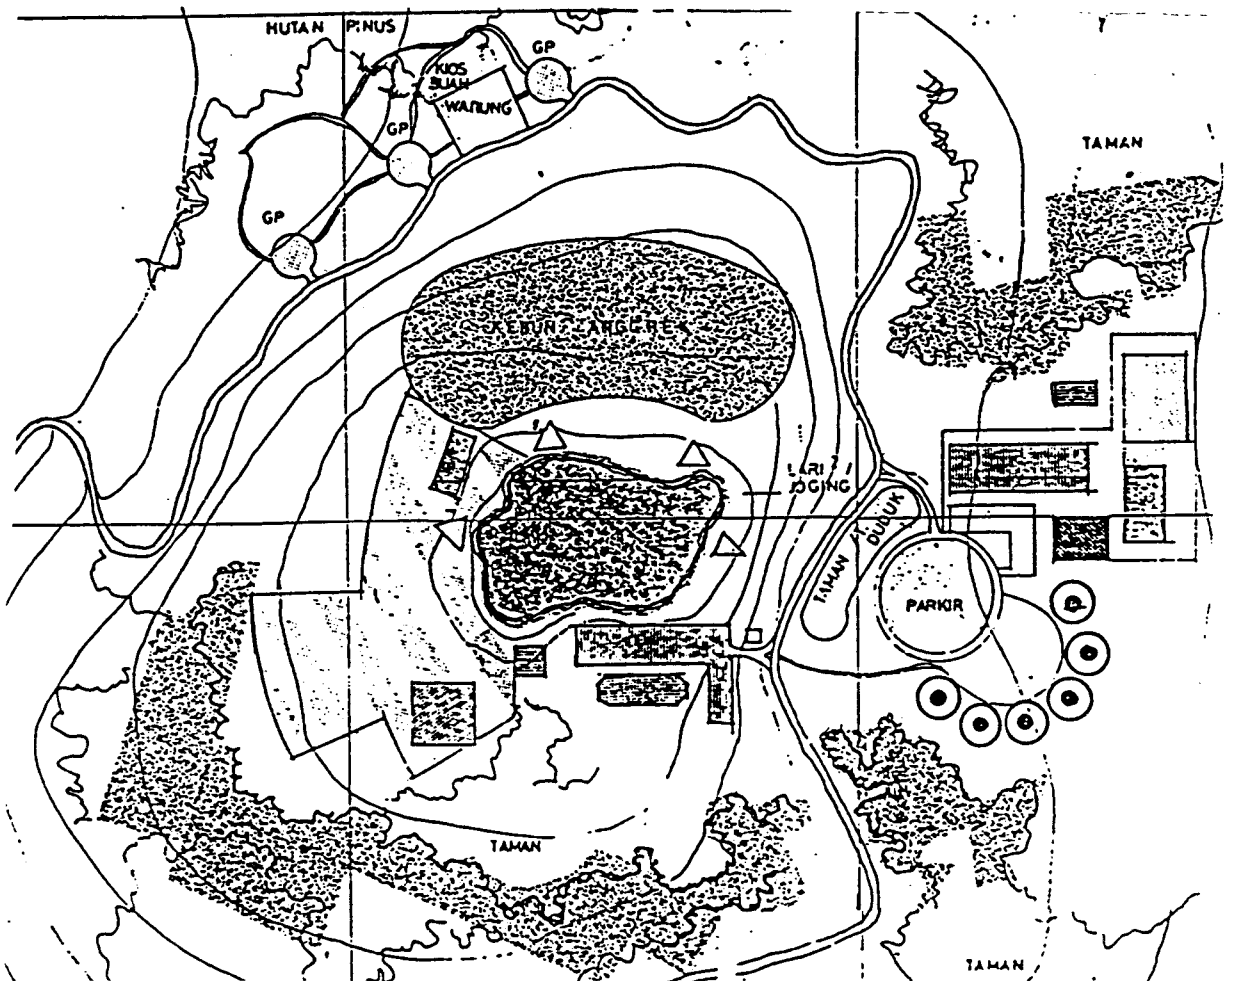 HUTAN PINUS
GP
KIOS
BUAH
WARUNG
GP
TAMAN
GP
KEBUN ANGGREK
LARI /
JOGING
TAMAN
DUDUK
PARKIR
TAMAN
TAMAN